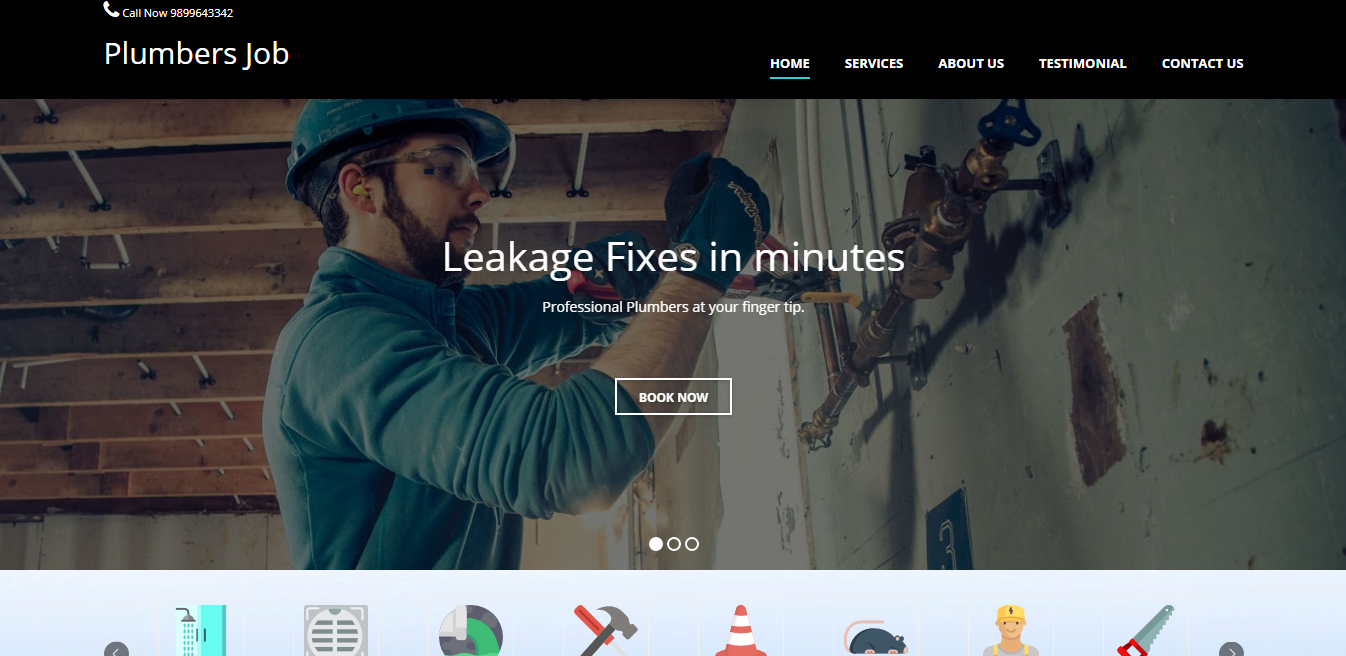 Call Now 9899643342
Plumbers Job
HOME SERVICES ABOUT US TESTIMONIAL CONTACT US
Leakage Fixes in minutes
Professional Plumbers at your finger tip.
BOOK NOW
3